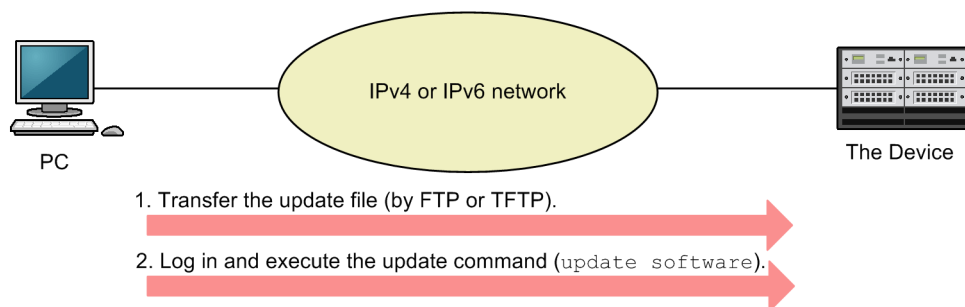 IPv4 or IPv6 network
PC
The Device
1. Transfer the update file (by FTP or TFTP).
2. Log in and execute the update command (update software).